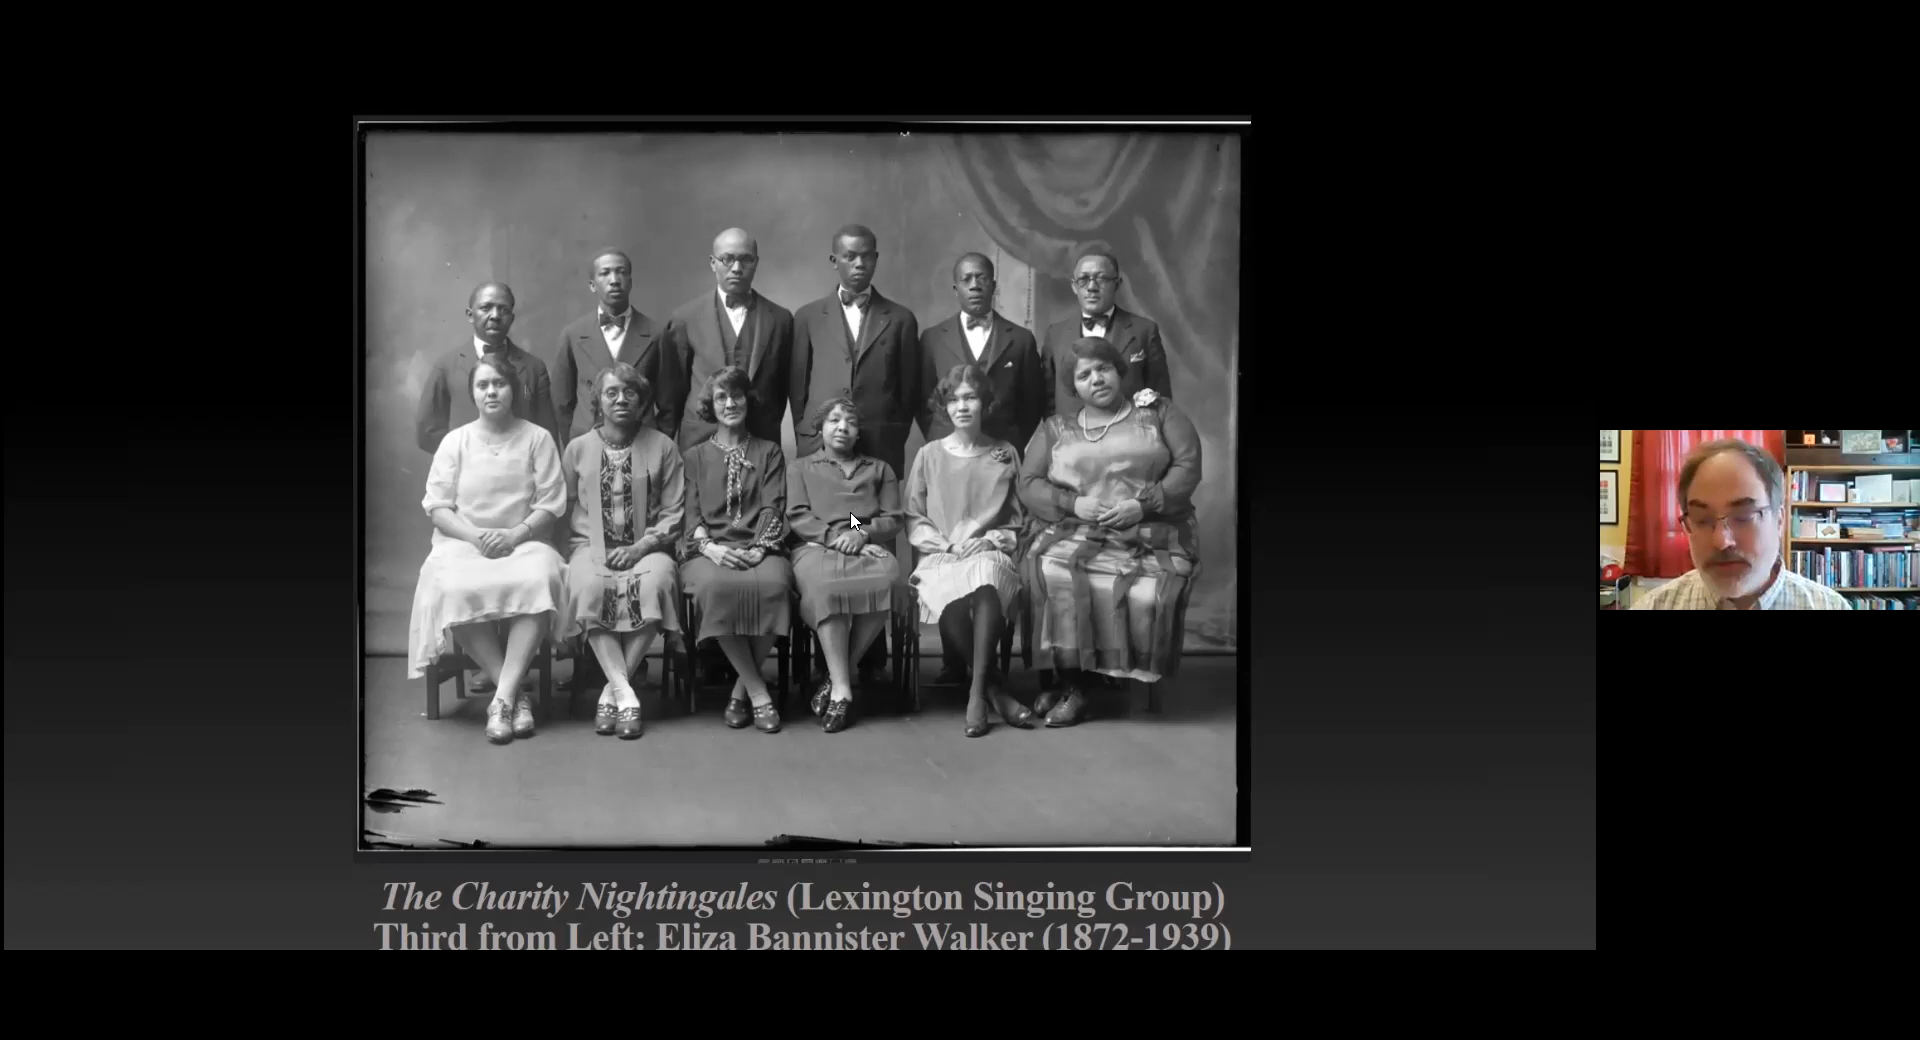 The Charity Nightingales (Lexington Singing Group)
Third from Left: Eliza Bannister Walker (1872-1939)